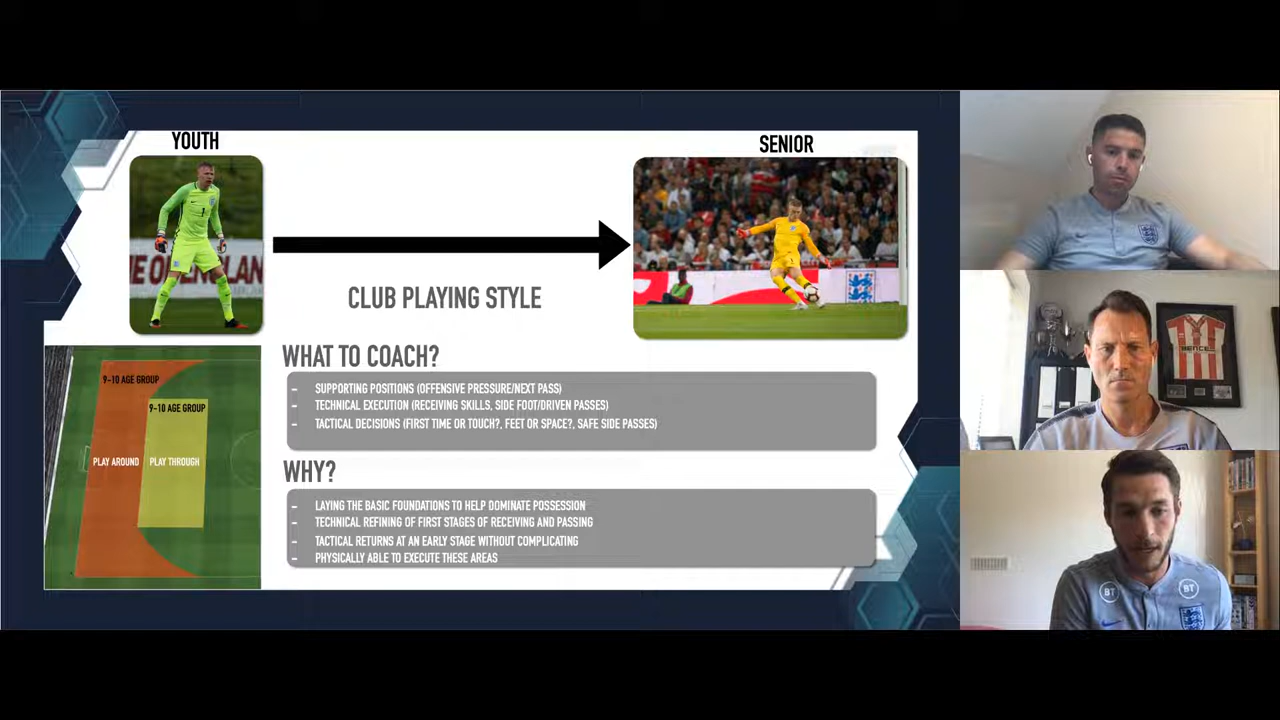 YOUTH
SENIOR
1
CLUB PLAYING STYLE
WHAT TO COACH?
- SUPPORTING POSITIONS (OFFENSIVE PRESSURE/NEXT PASS)
- TECHNICAL EXECUTION (RECEIVING SKILLS, SIDE FOOT/DRIVEN PASSES)
- TACTICAL DECISIONS (FIRST TIME OR TOUCH?, FEET OR SPACE?, SAFE SIDE PASSES)
9-10 AGE GROUP
9-10 AGE GROUP
PLAY AROUND
PLAY THROUGH
WHY?
- LAYING THE BASIC FOUNDATIONS TO HELP DOMINATE POSSESSION
- TECHNICAL REFINING OF FIRST STAGES OF RECEIVING AND PASSING
- TACTICAL RETURNS AT AN EARLY STAGE WITHOUT COMPLICATING
- PHYSICALLY ABLE TO EXECUTE THESE AREAS
BT
BT